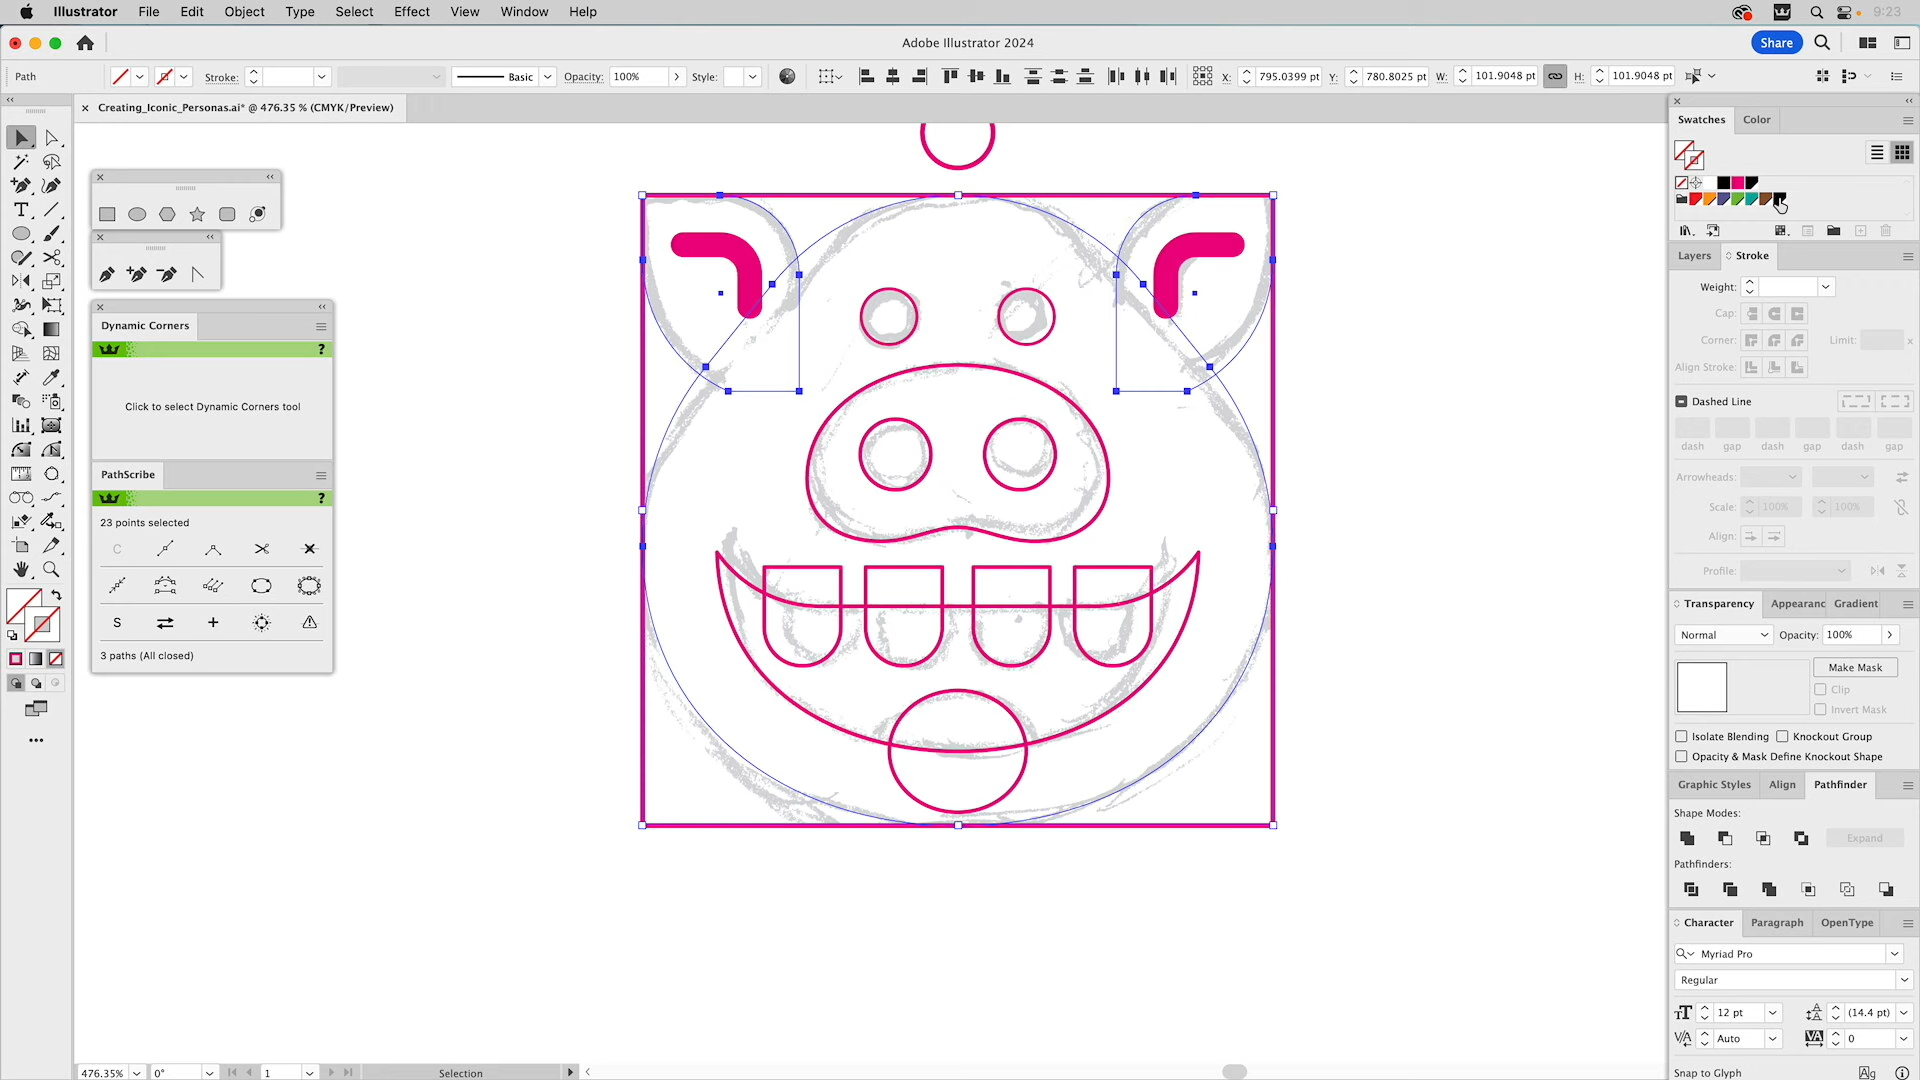 Illustrator File Edit Object Type Select Effect View Window Help 9:23
Adobe Illustrator 2024 Share
Path Stroke: Basic Opacity: 100% Style: X: 795.0399 pt Y: 780.8025 pt W: 101.9048 pt H: 101.9048 pt
Creating_Iconic_Personas.ai* @ 476.35 % (CMYK/Preview)
Swatches Color
Dynamic Corners
?
Click to select Dynamic Corners tool
PathScribe
?
23 points selected
C
S
3 paths (All closed)
Layers Stroke
Weight:
Cap:
Corner: Limit: x
Align Stroke:
Dashed Line
dash gap dash gap dash gap
Arrowheads:
Scale: 100% 100%
Align:
Profile:
Transparency Appearanc Gradient
Normal Opacity: 100%
Make Mask
Clip
Invert Mask
Isolate Blending Knockout Group
Opacity & Mask Define Knockout Shape
Graphic Styles Align Pathfinder
Shape Modes:
Expand
Pathfinders:
Character Paragraph OpenType
Myriad Pro
Regular
12 pt (14.4 pt)
Auto 0
Snap to Glyph
476.35% 0° 1 Selection